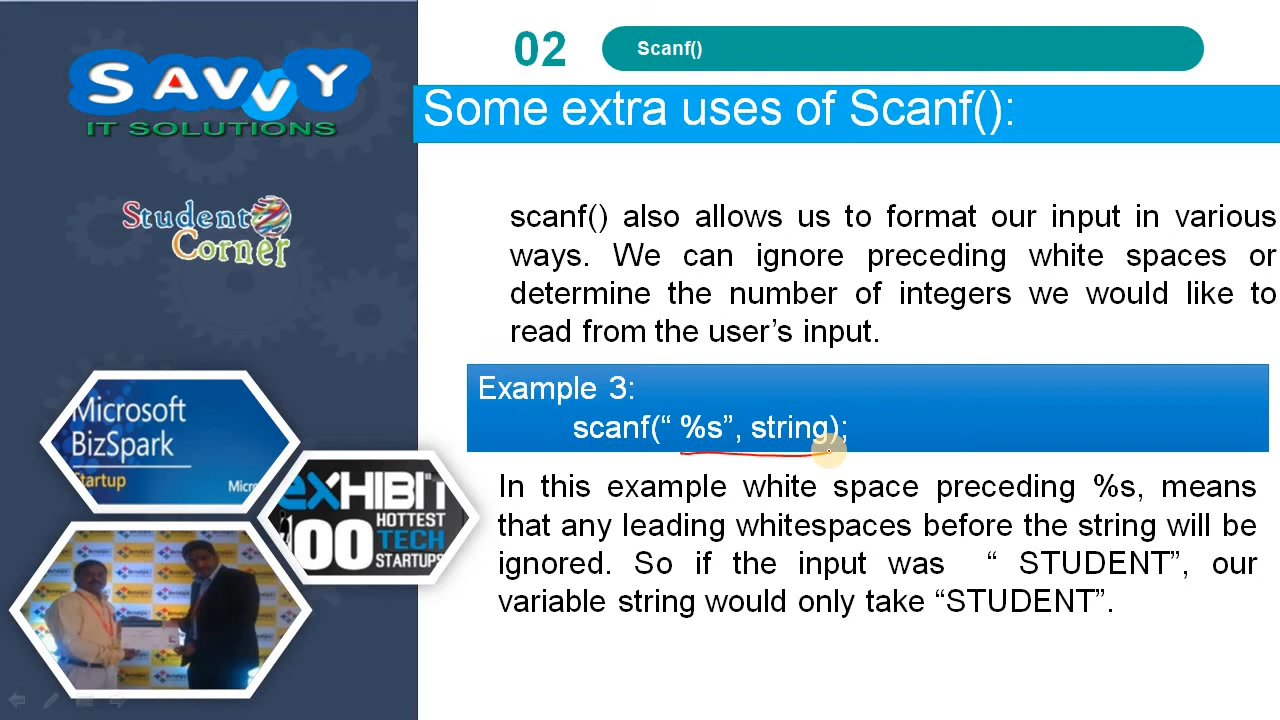 SAVVY
IT SOLUTIONS
Student
Corner
Microsoft
BizSpark
Startup
Micros
eXHIBIT
100
HOTTEST
TECH
STARTUPS
02
Scanf()
Some extra uses of Scanf():
scanf() also allows us to format our input in various
ways. We can ignore preceding white spaces or
determine the number of integers we would like to
read from the user’s input.
Example 3:
scanf(“ %s”, string);
In this example white space preceding %s, means
that any leading whitespaces before the string will be
ignored. So if the input was “ STUDENT”, our
variable string would only take “STUDENT”.